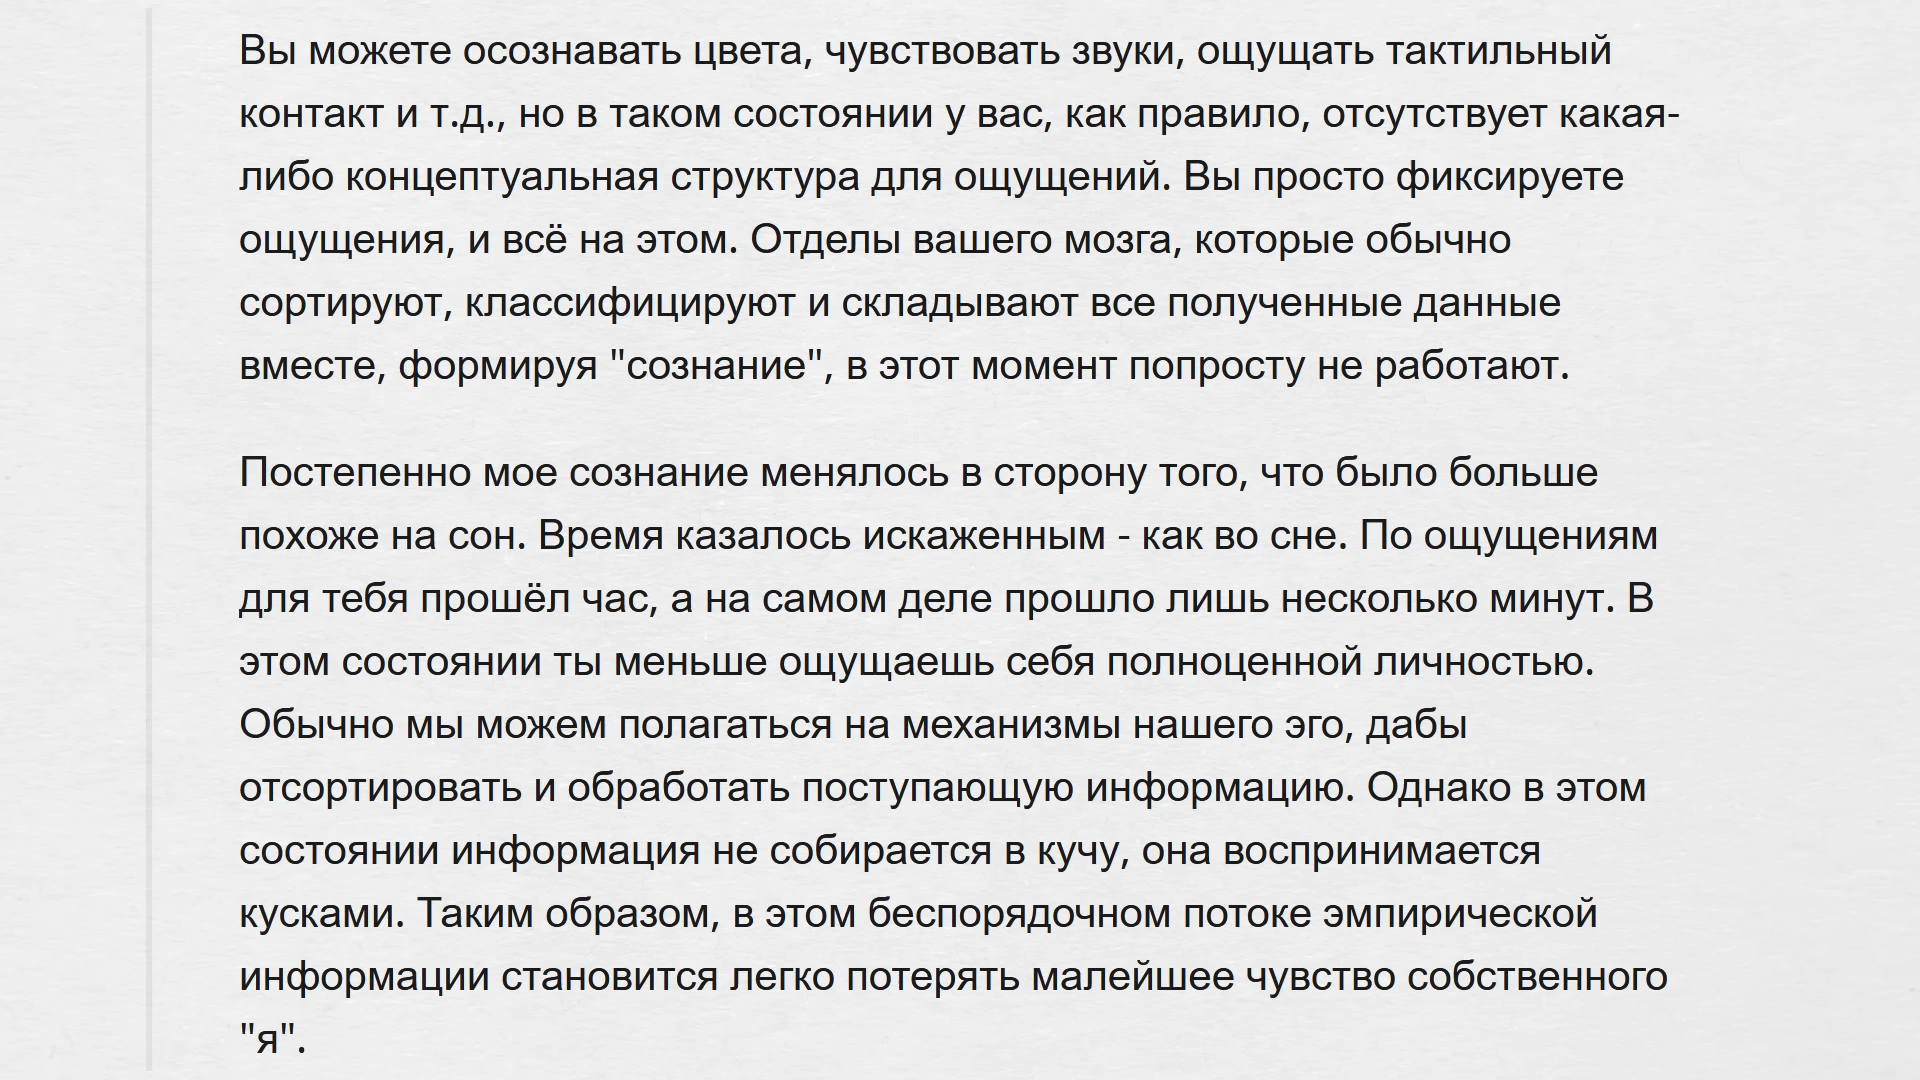 Вы можете осознавать цвета, чувствовать звуки, ощущать тактильный
контакт и т.д., но в таком состоянии у вас, как правило, отсутствует какая-
либо концептуальная структура для ощущений. Вы просто фиксируете
ощущения, и всё на этом. Отделы вашего мозга, которые обычно
сортируют, классифицируют и складывают все полученные данные
вместе, формируя "сознание", в этот момент попросту не работают.
Постепенно мое сознание менялось в сторону того, что было больше
похоже на сон. Время казалось искаженным - как во сне. По ощущениям
для тебя прошёл час, а на самом деле прошло лишь несколько минут. В
этом состоянии ты меньше ощущаешь себя полноценной личностью.
Обычно мы можем полагаться на механизмы нашего эго, дабы
отсортировать и обработать поступающую информацию. Однако в этом
состоянии информация не собирается в кучу, она воспринимается
кусками. Таким образом, в этом беспорядочном потоке эмпирической
информации становится легко потерять малейшее чувство собственного
"я".